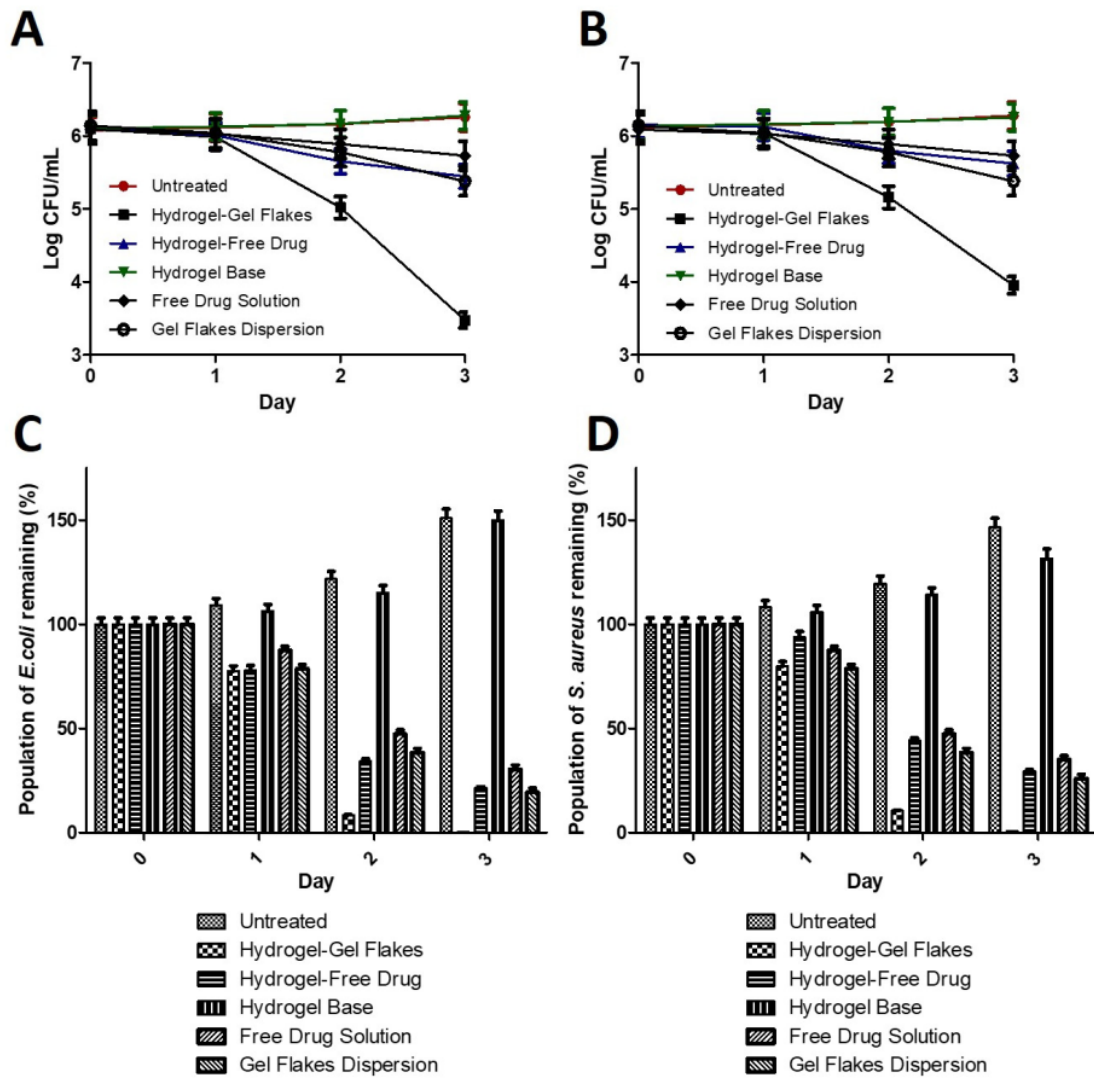 A
Log CFU/mL
7
6
5
4
3
Untreated
Hydrogel-Gel Flakes
Hydrogel-Free Drug
Hydrogel Base
Free Drug Solution
Gel Flakes Dispersion
0 1 2 3
Day
B
Log CFU/mL
7
6
5
4
3
Untreated
Hydrogel-Gel Flakes
Hydrogel-Free Drug
Hydrogel Base
Free Drug Solution
Gel Flakes Dispersion
0 1 2 3
Day
C
Population of E.coli remaining (%)
150
100
50
0
0 1 2 3
Day
Untreated
Hydrogel-Gel Flakes
Hydrogel-Free Drug
Hydrogel Base
Free Drug Solution
Gel Flakes Dispersion
D
Population of S. aureus remaining (%)
150
100
50
0
0 1 2 3
Day
Untreated
Hydrogel-Gel Flakes
Hydrogel-Free Drug
Hydrogel Base
Free Drug Solution
Gel Flakes Dispersion